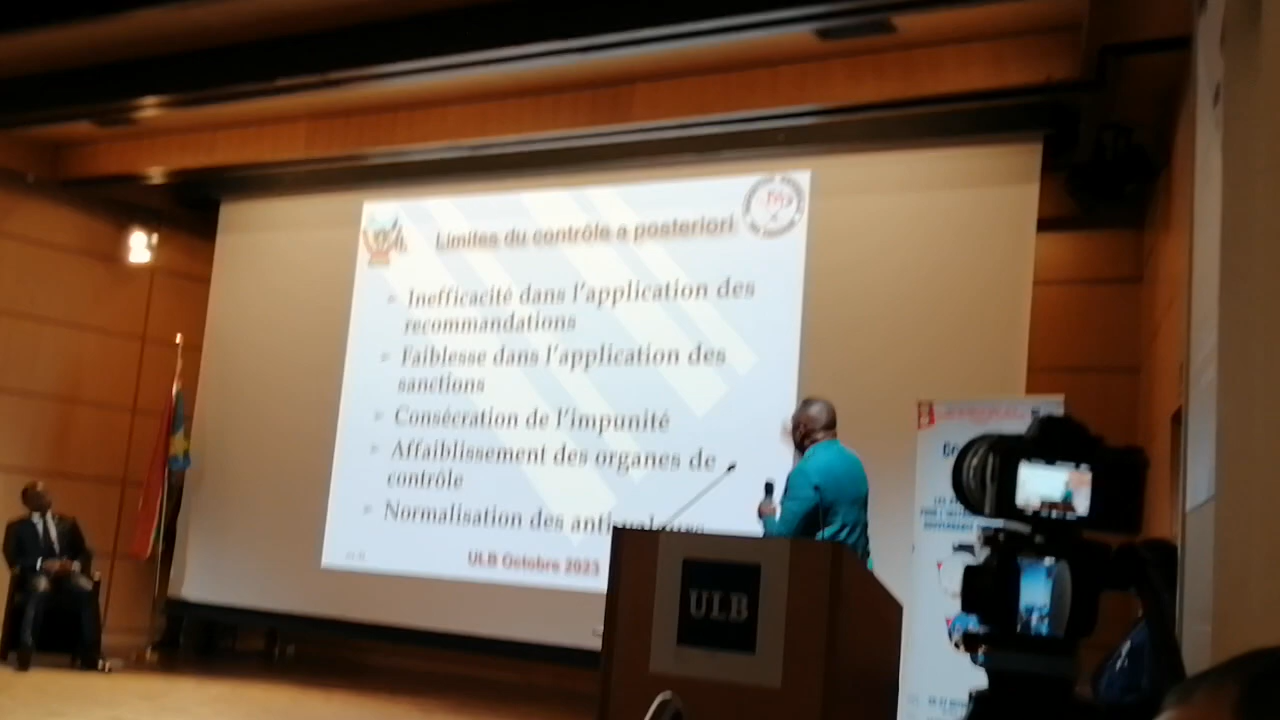 Limites du contrôle a posteriori
Inefficacité dans l'application des
recommandations
Faiblesse dans l'application des
sanctions
Consécration de l'impunité
Affaiblissement des organes de
contrôle
Normalisation des
ULB Octobre 2023
ULB